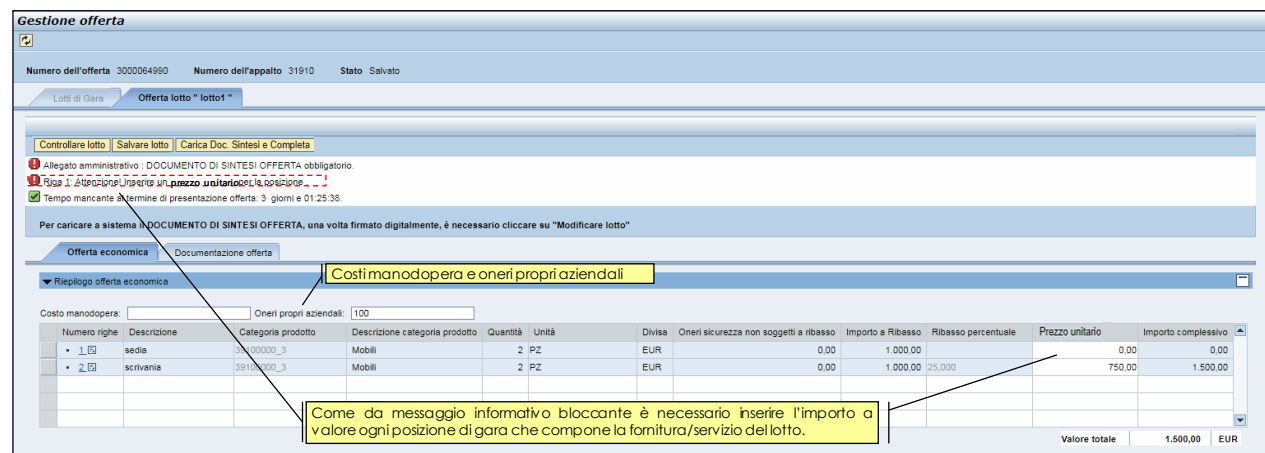 Gestione offerta
Numero dell'offerta 3000064990 Numero dell'appalto 31910 Stato Salvato
Lotti di Gara Offerta lotto " lotto1 "
Controllare lotto Salvare lotto Carica Doc. Sintesi e Completa
Allegato amministrativo : DOCUMENTO DI SINTESI OFFERTA obbligatorio.
Riga 1: Attenzione! Inserire un prezzo unitario per la posizione
Tempo mancante al termine di presentazione offerta: 3 giorni e 01:25:38.
Per caricare a sistema il DOCUMENTO DI SINTESI OFFERTA, una volta firmato digitalmente, è necessario cliccare su "Modificare lotto"
Offerta economica Documentazione offerta
Costi manodopera e oneri propri aziendali
Riepilogo offerta economica
Costo manodopera: Oneri propri aziendali: 100
Numero righe Descrizione Categoria prodotto Descrizione categoria prodotto Quantità Unità Divisa Oneri sicurezza non soggetti a ribasso Importo a Ribasso Ribasso percentuale Prezzo unitario Importo complessivo
1 sedia 39100000_3 Mobili 2 PZ EUR 0,00 1.000,00 0,00 0,00
2 scrivania 39100000_3 Mobili 2 PZ EUR 0,00 1.000,00 25,000 750,00 1.500,00
Come da messaggio informativo bloccante è necessario inserire l'importo a
valore ogni posizione di gara che compone la fornitura/servizio del lotto.
Valore totale 1.500,00 EUR